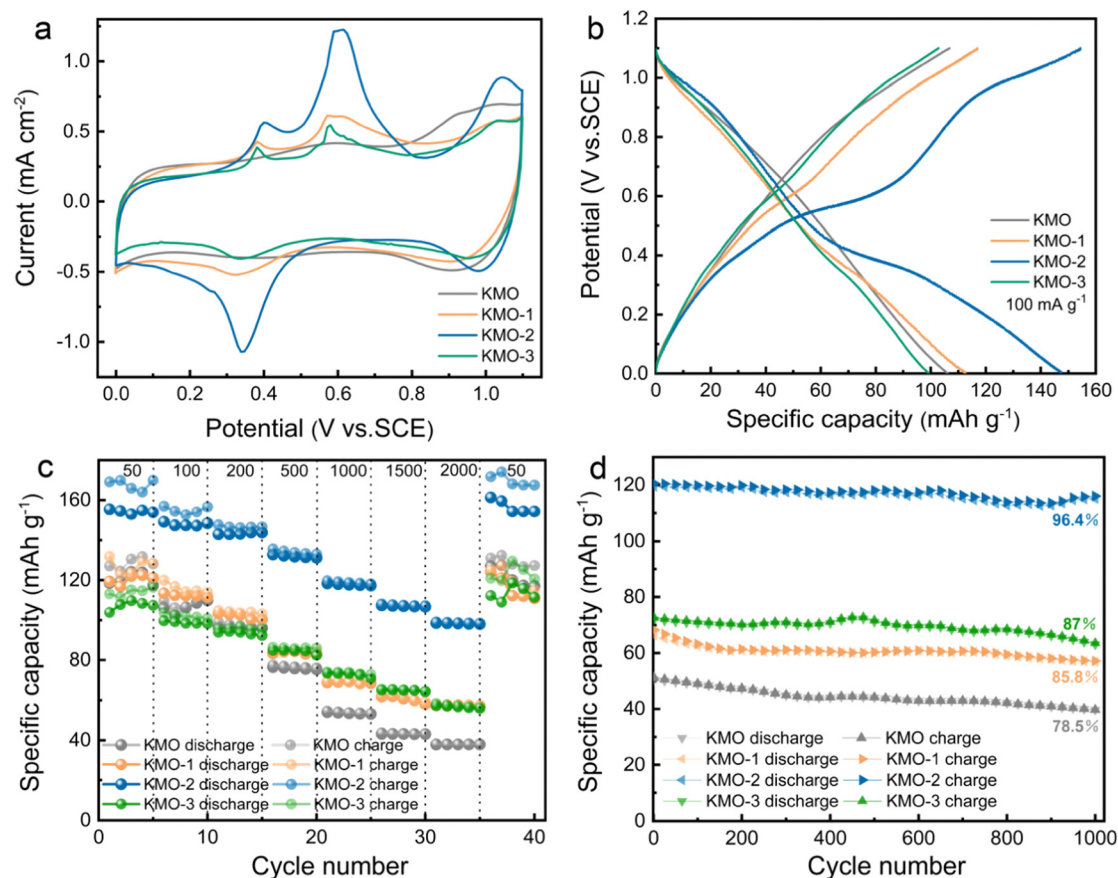 a
1.0
0.5
0.0
-0.5
-1.0
Current (mA cm⁻²)
KMO
KMO-1
KMO-2
KMO-3
0.0 0.2 0.4 0.6 0.8 1.0
Potential (V vs.SCE)
b
1.2
1.0
0.8
0.6
0.4
0.2
0.0
Potential (V vs.SCE)
KMO
KMO-1
KMO-2
KMO-3
100 mA g⁻¹
0 20 40 60 80 100 120 140 160
Specific capacity (mAh g⁻¹)
c
50 100 200 500 1000 1500 2000 50
160
120
80
40
0
Specific capacity (mAh g⁻¹)
KMO discharge KMO charge
KMO-1 discharge KMO-1 charge
KMO-2 discharge KMO-2 charge
KMO-3 discharge KMO-3 charge
0 10 20 30 40
Cycle number
d
120
100
80
60
40
20
0
Specific capacity (mAh g⁻¹)
96.4%
87%
85.8%
78.5%
KMO discharge KMO charge
KMO-1 discharge KMO-1 charge
KMO-2 discharge KMO-2 charge
KMO-3 discharge KMO-3 charge
0 200 400 600 800 1000
Cycle number